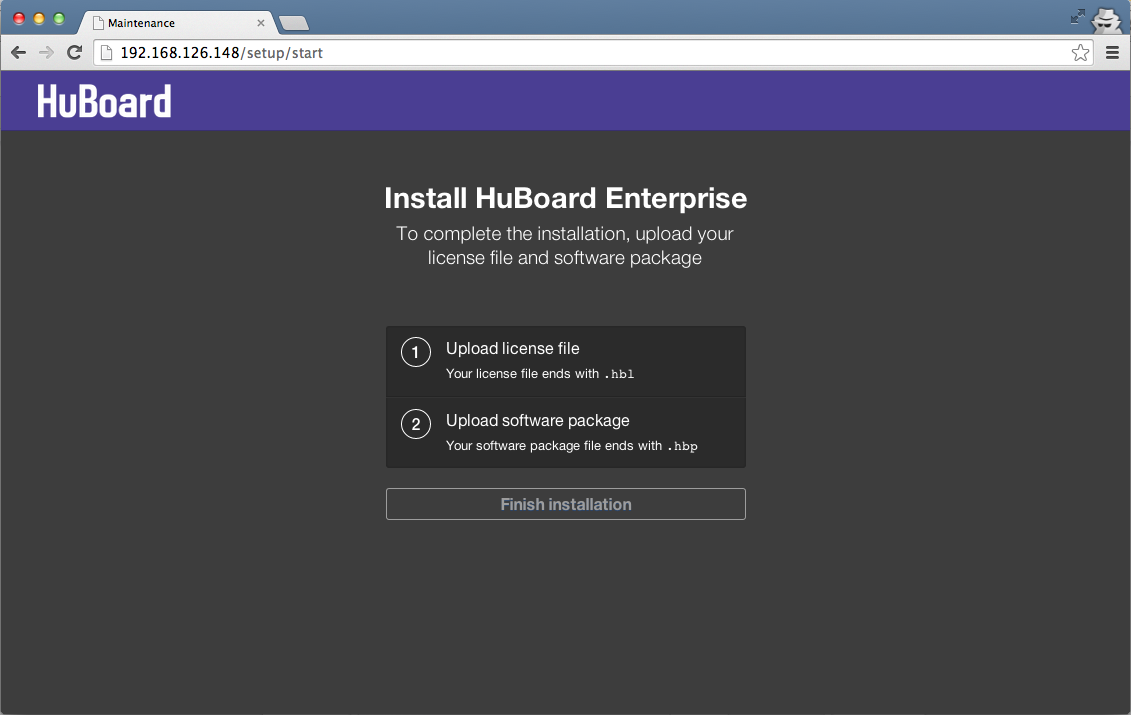 Maintenance
192.168.126.148/setup/start
HuBoard
Install HuBoard Enterprise
To complete the installation, upload your
license file and software package
1
Upload license file
Your license file ends with .hbl
2
Upload software package
Your software package file ends with .hbp
Finish installation